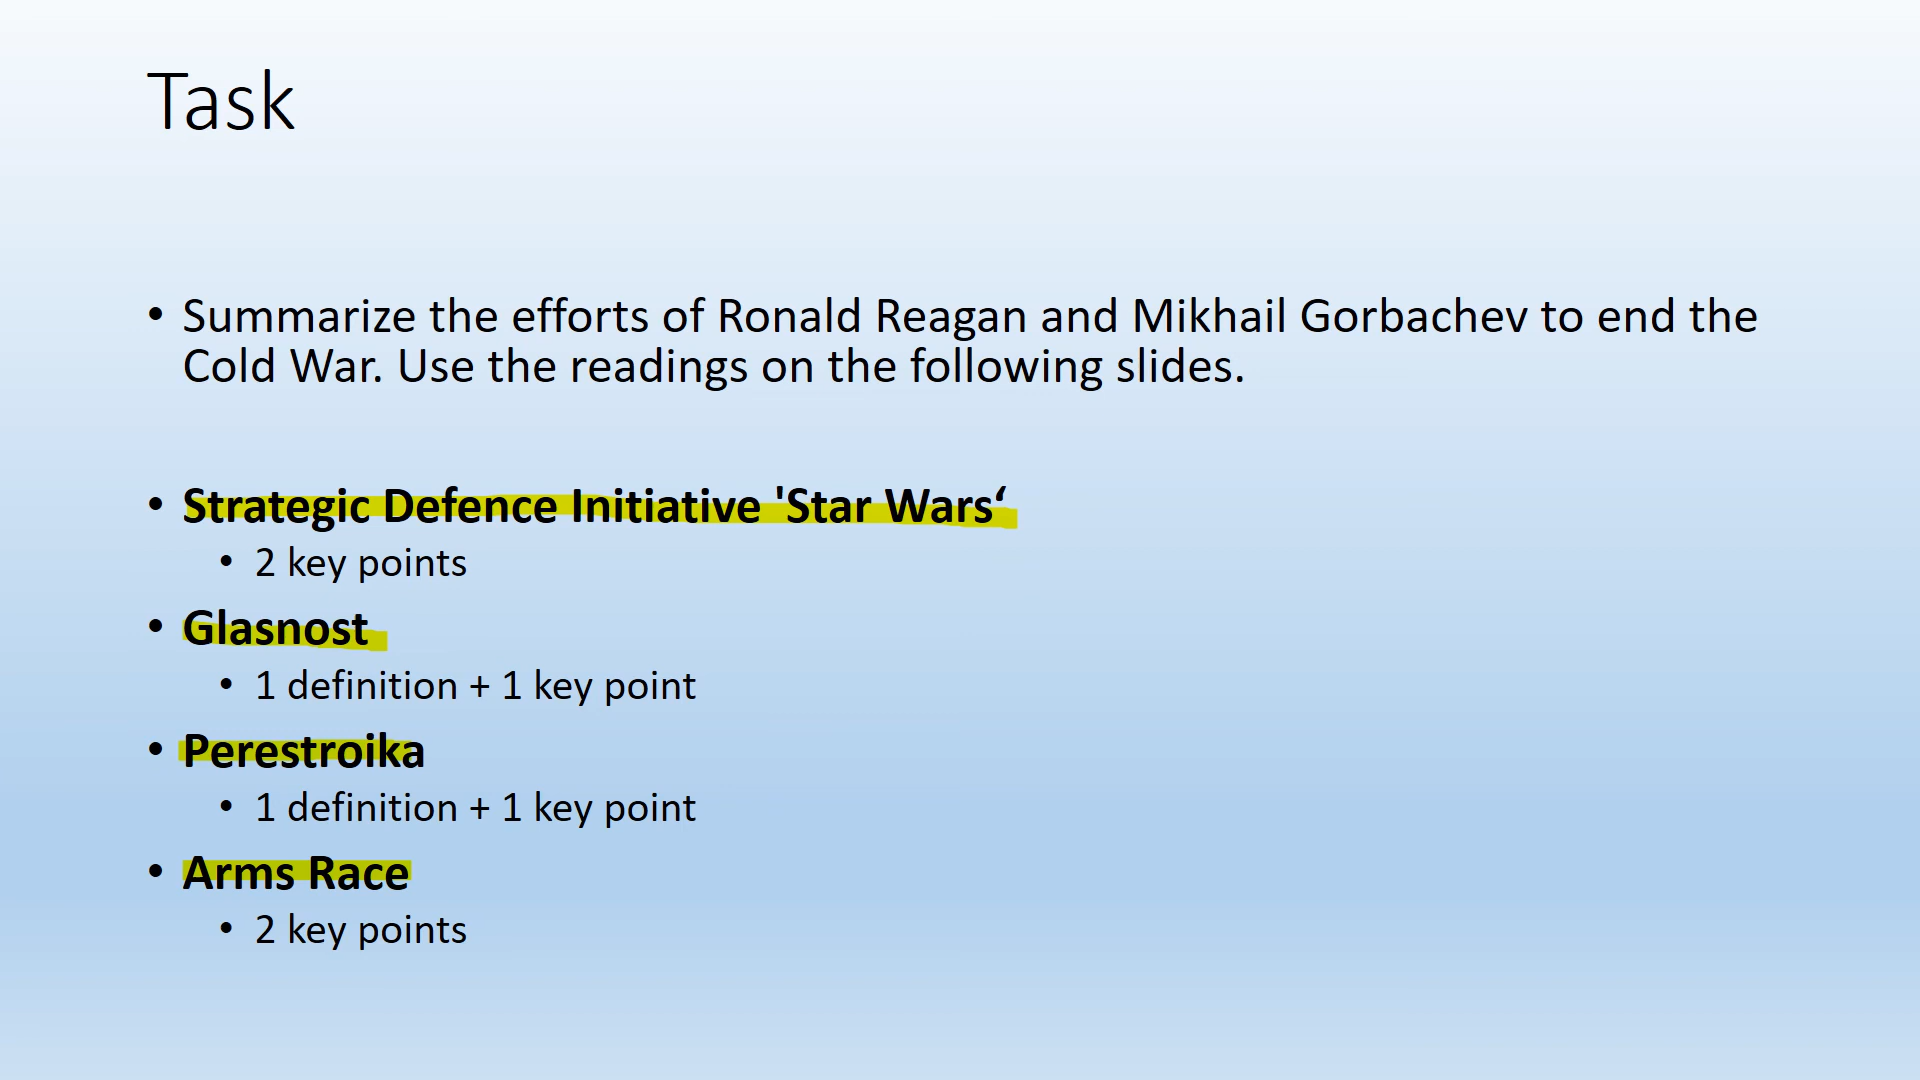 Task
• Summarize the efforts of Ronald Reagan and Mikhail Gorbachev to end the
Cold War. Use the readings on the following slides.
• Strategic Defence Initiative 'Star Wars‘
• 2 key points
• Glasnost
• 1 definition + 1 key point
• Perestroika
• 1 definition + 1 key point
• Arms Race
• 2 key points